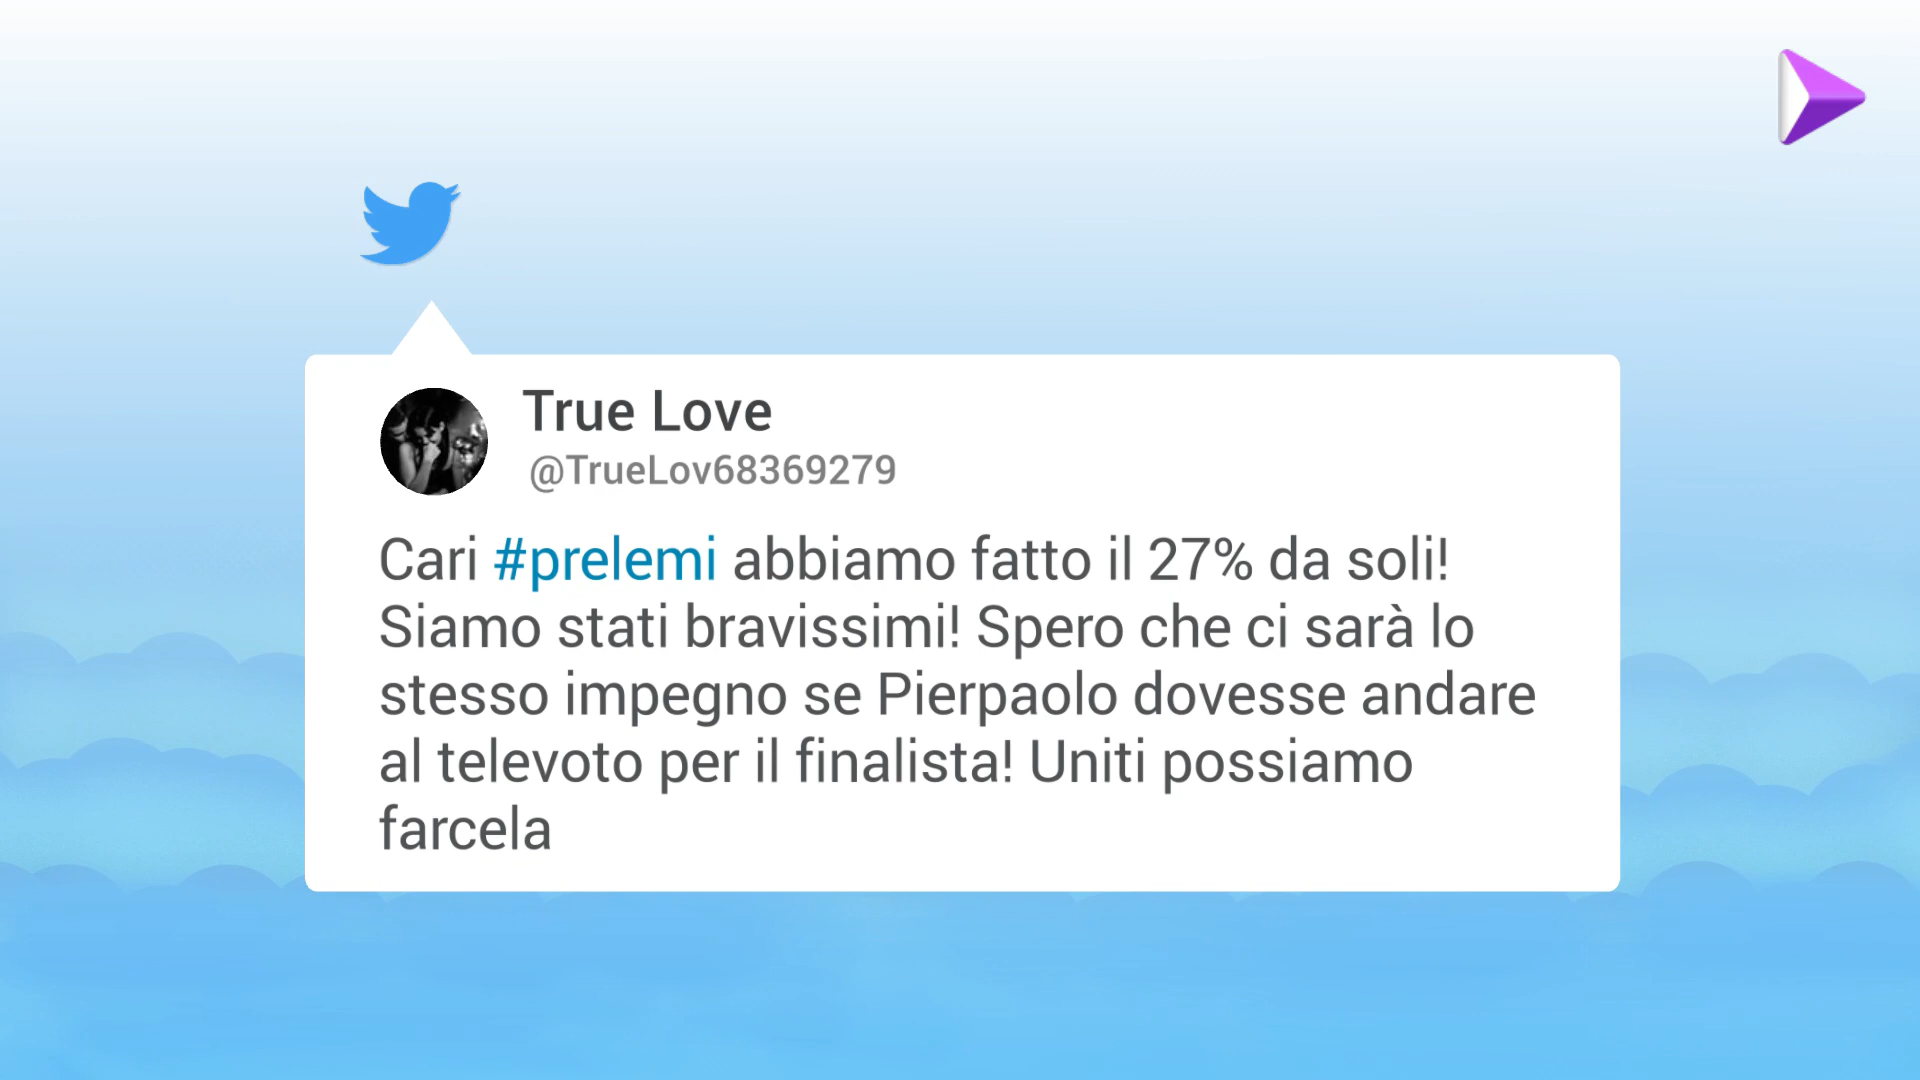 True Love
@TrueLov68369279
Cari #prelemi abbiamo fatto il 27% da soli!
Siamo stati bravissimi! Spero che ci sarà lo
stesso impegno se Pierpaolo dovesse andare
al televoto per il finalista! Uniti possiamo
farcela